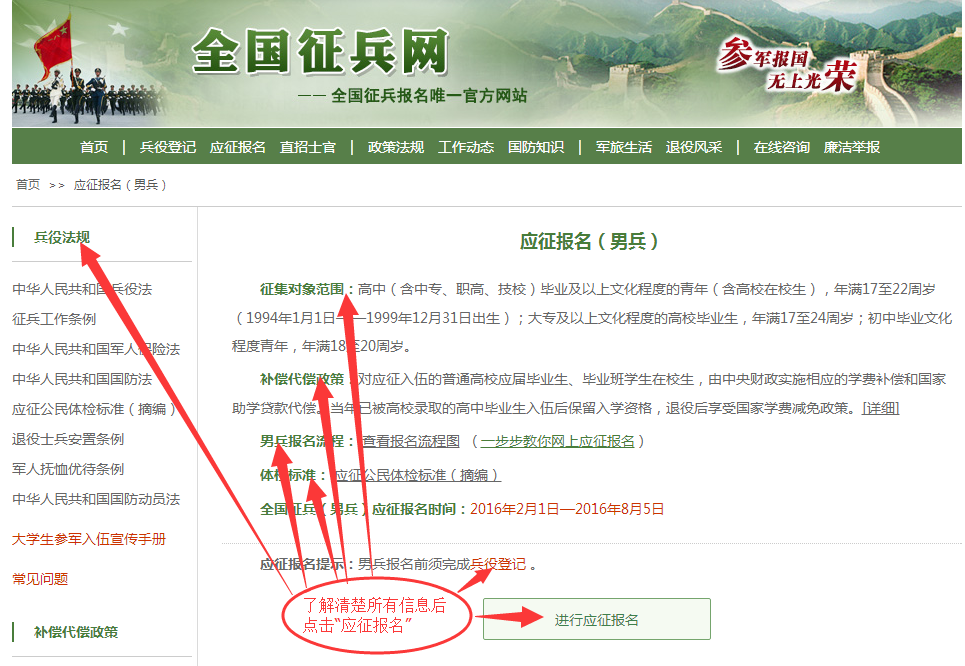 全国征兵网
—— 全国征兵报名唯一官方网站
参军报国
无上光荣
首页 | 兵役登记 应征报名 直招士官 | 政策法规 工作动态 国防知识 | 军旅生活 退役风采 | 在线咨询 廉洁举报
首页 >> 应征报名（男兵）
兵役法规
中华人民共和国兵役法
征兵工作条例
中华人民共和国军人保险法
中华人民共和国国防法
应征公民体检标准（摘编）
退役士兵安置条例
军人抚恤优待条例
中华人民共和国国防动员法
大学生参军入伍宣传手册
常见问题
补偿代偿政策
应征报名（男兵）
征集对象范围：高中（含中专、职高、技校）毕业及以上文化程度的青年（含高校在校生），年满17至22周岁
（1994年1月1日——1999年12月31日出生）；大专及以上文化程度的高校毕业生，年满17至24周岁；初中毕业文化
程度青年，年满18至20周岁。
补偿代偿政策：对应征入伍的普通高校应届毕业生、毕业班学生在校生，由中央财政实施相应的学费补偿和国家
助学贷款代偿。当年已被高校录取的高中毕业生入伍后保留入学资格，退役后享受国家学费减免政策。[详细]
男兵报名流程：查看报名流程图 （一步步教你网上应征报名）
体检标准：应征公民体检标准（摘编）
全国征兵（男兵）应征报名时间：2016年2月1日—2016年8月5日
应征报名提示：男兵报名前须完成兵役登记 。
了解清楚所有信息后
点击“应征报名”
进行应征报名